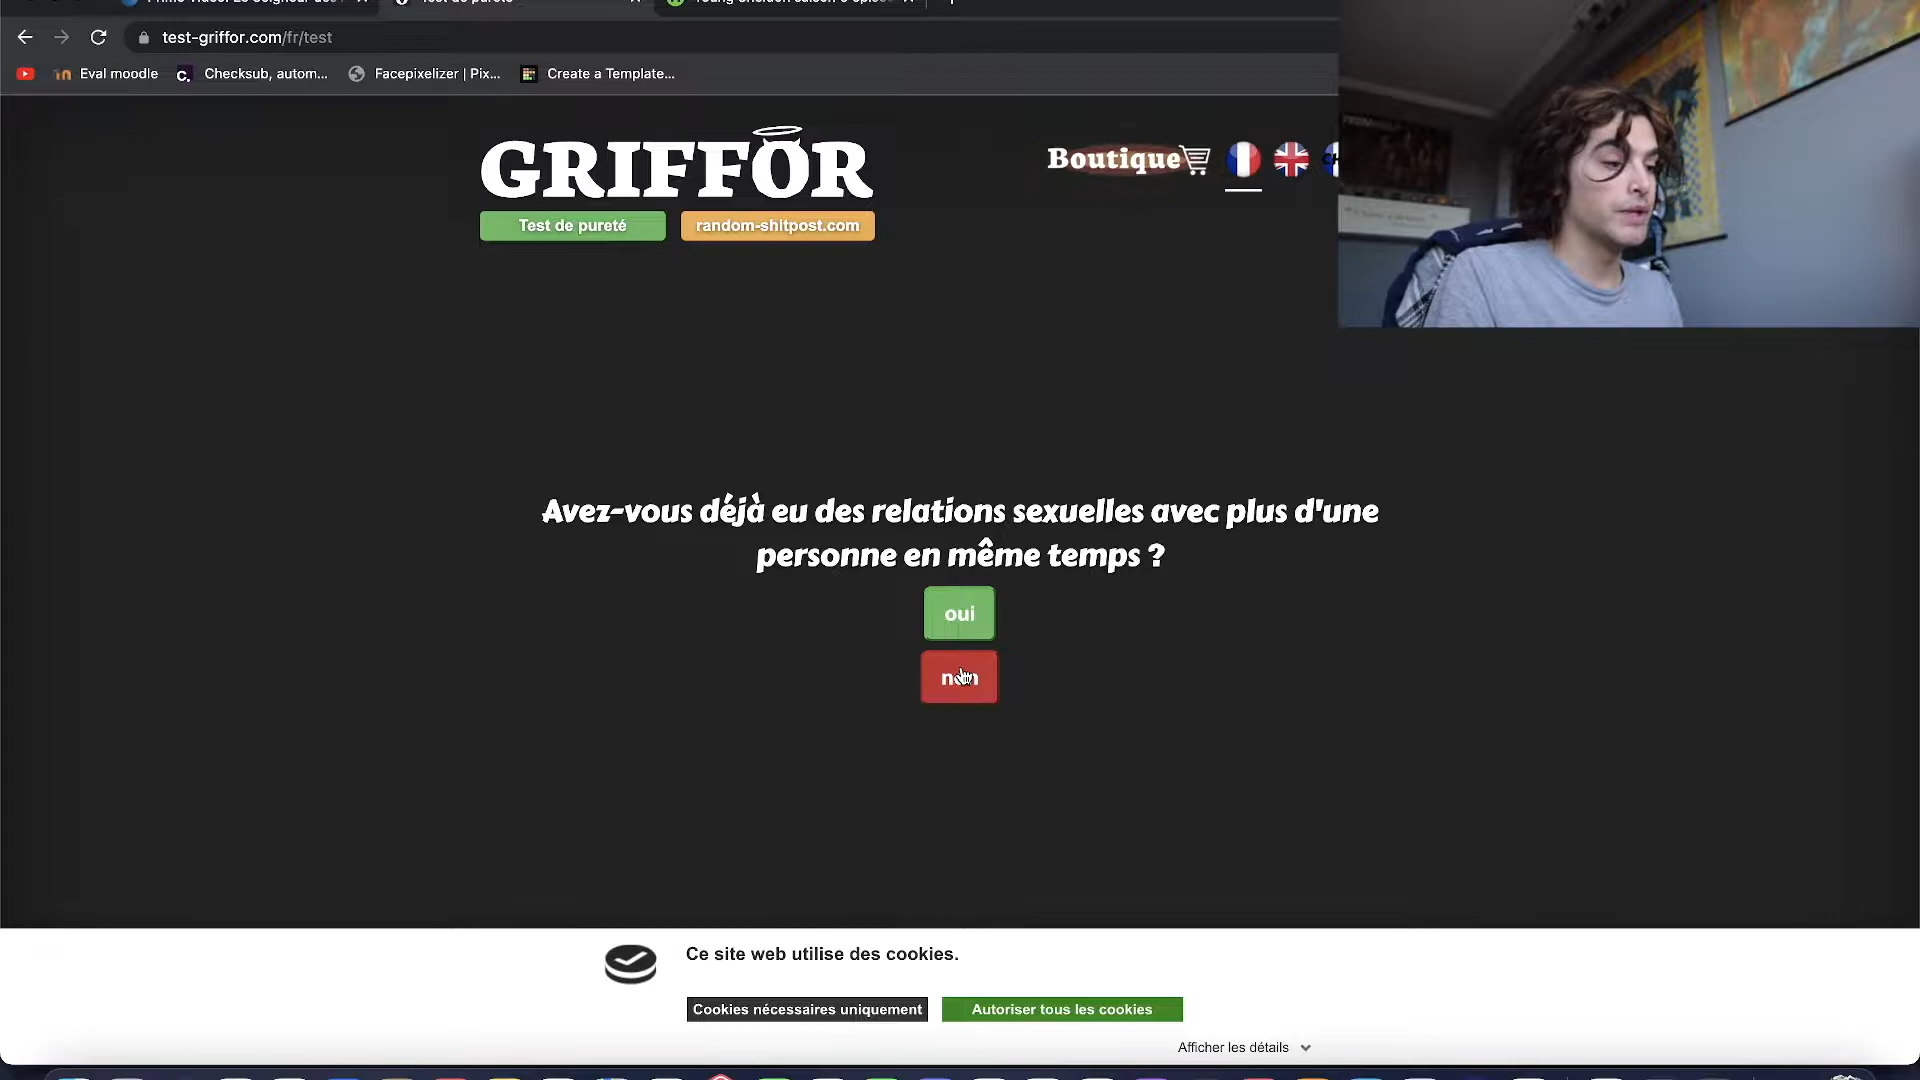 test-griffor.com/fr/test
Eval moodle
Checksub, autom...
Facepixelizer | Pix...
Create a Template...
GRIFFOR
Boutique
Test de pureté
random-shitpost.com
Avez-vous déjà eu des relations sexuelles avec plus d'une
personne en même temps ?
oui
non
Ce site web utilise des cookies.
Cookies nécessaires uniquement
Autoriser tous les cookies
Afficher les détails